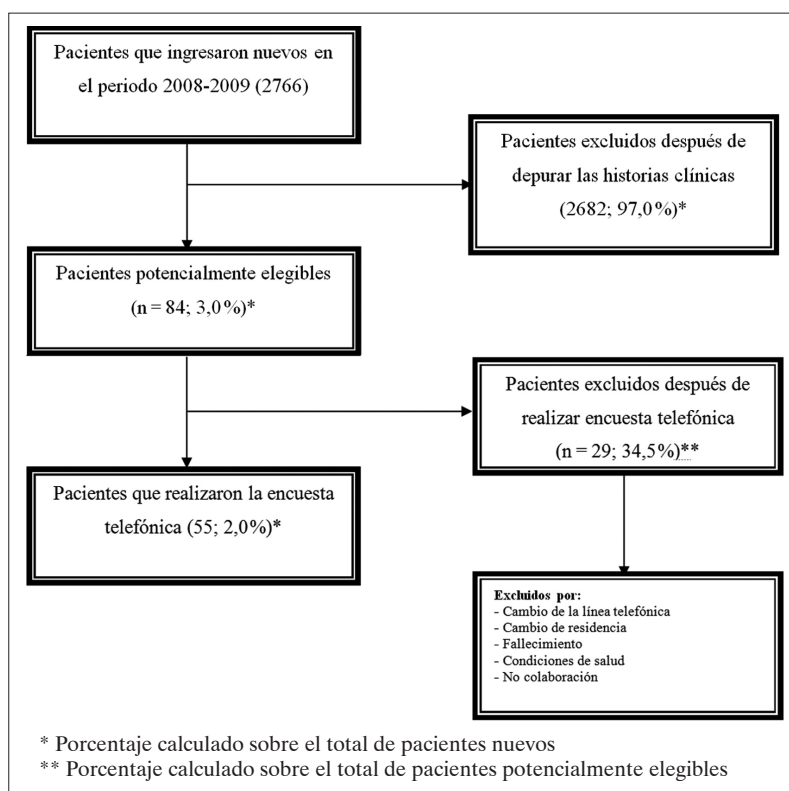 Pacientes que ingresaron nuevos en
el periodo 2008-2009 (2766)
Pacientes excluidos después de
depurar las historias clínicas
(2682; 97,0%)*
Pacientes potencialmente elegibles
(n = 84; 3,0%)*
Pacientes excluidos después de
realizar encuesta telefónica
(n = 29; 34,5%)**
Pacientes que realizaron la encuesta
telefónica (55; 2,0%)*
Excluidos por:
- Cambio de la línea telefónica
- Cambio de residencia
- Fallecimiento
- Condiciones de salud
- No colaboración
* Porcentaje calculado sobre el total de pacientes nuevos
** Porcentaje calculado sobre el total de pacientes potencialmente elegibles